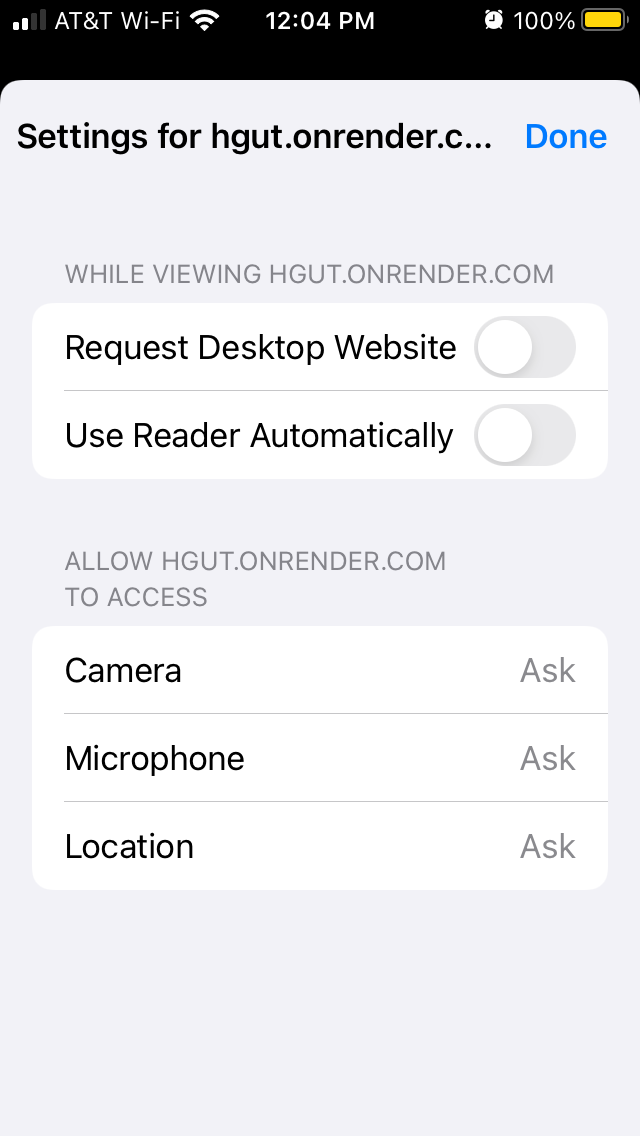 AT&T Wi-Fi 12:04 PM 100%
Settings for hgut.onrender.c... Done
WHILE VIEWING HGUT.ONRENDER.COM
Request Desktop Website
Use Reader Automatically
ALLOW HGUT.ONRENDER.COM
TO ACCESS
Camera Ask
Microphone Ask
Location Ask